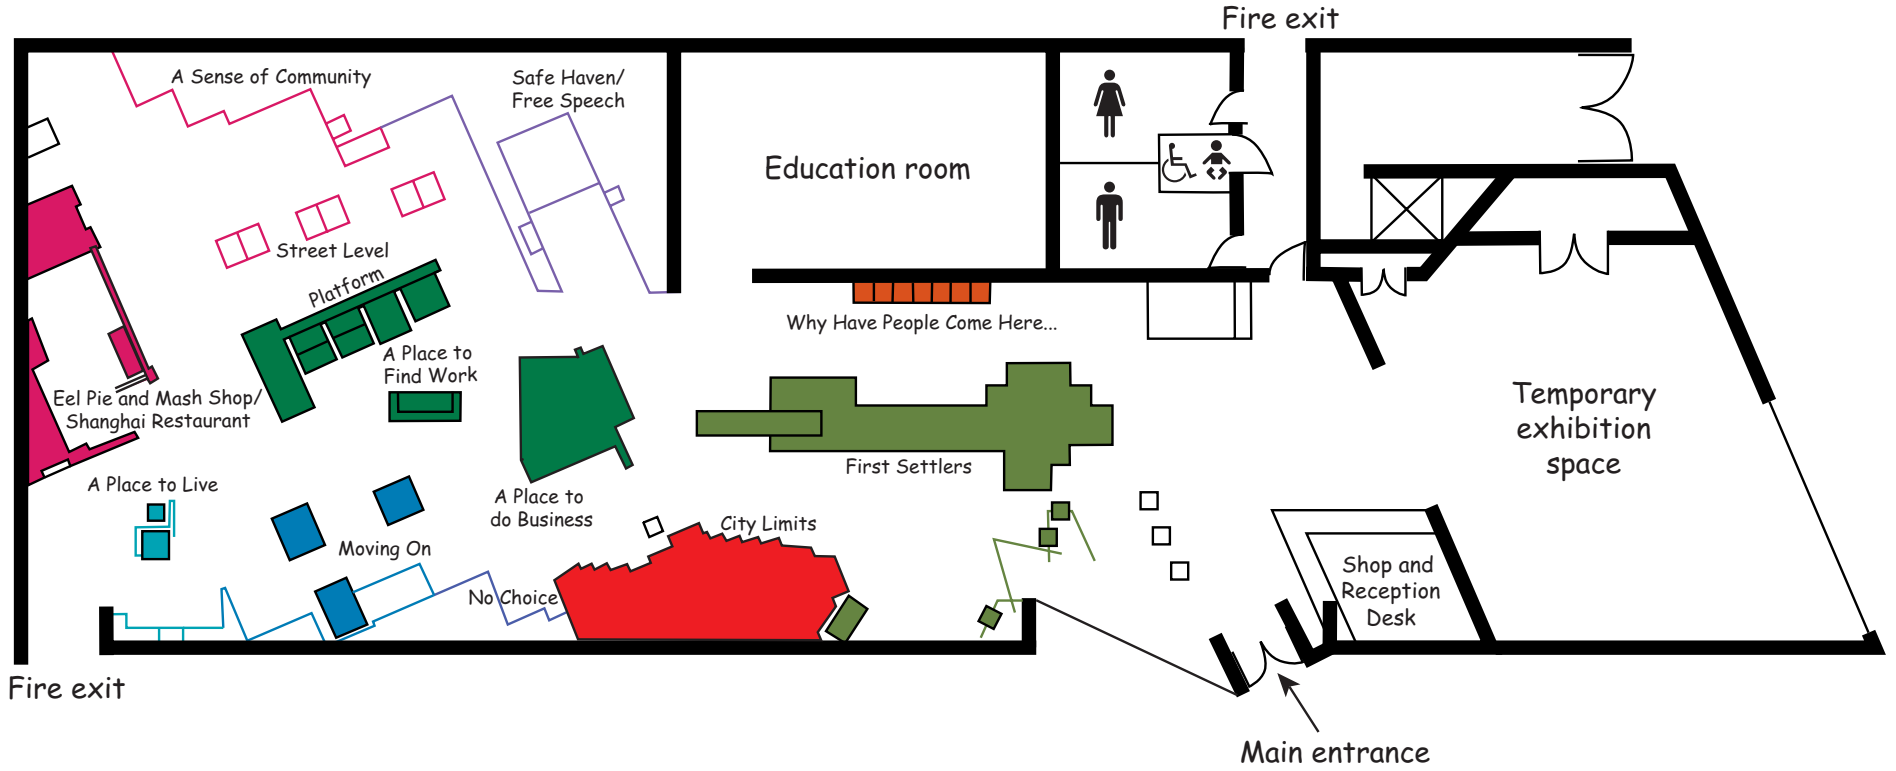 Fire exit
A Sense of Community
Safe Haven/
Free Speech
Education room
Street Level
Platform
Why Have People Come Here...
A Place to
Find Work
Eel Pie and Mash Shop/
Shanghai Restaurant
Temporary
exhibition
space
First Settlers
A Place to Live
A Place to
do Business
City Limits
Moving On
No Choice
Shop and
Reception
Desk
Fire exit
Main entrance